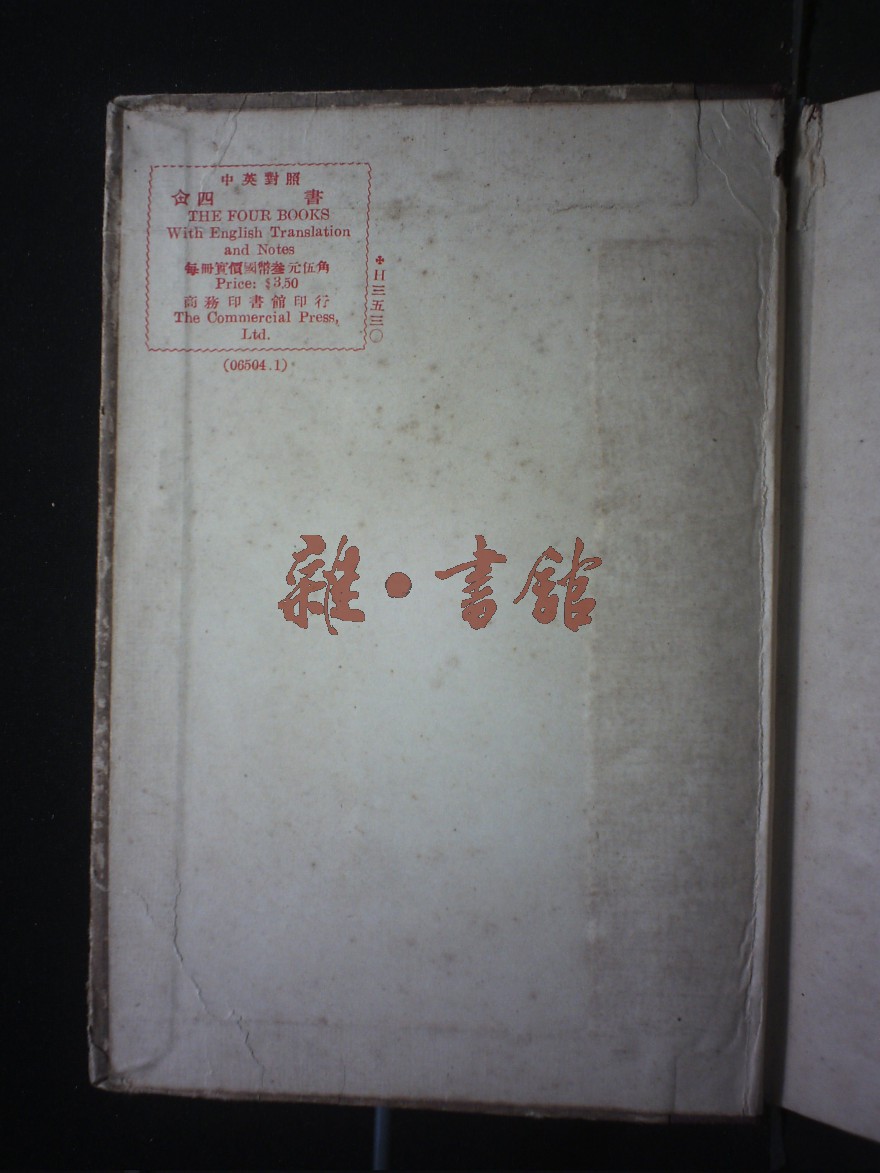 中英對照
☆四 書
THE FOUR BOOKS
With English Translation
and Notes
每冊實價國幣叁元伍角
Price: $3.50
商務印書館印行
The Commercial Press,
Ltd.
(06504.1)
H三五三〇
雜·書館